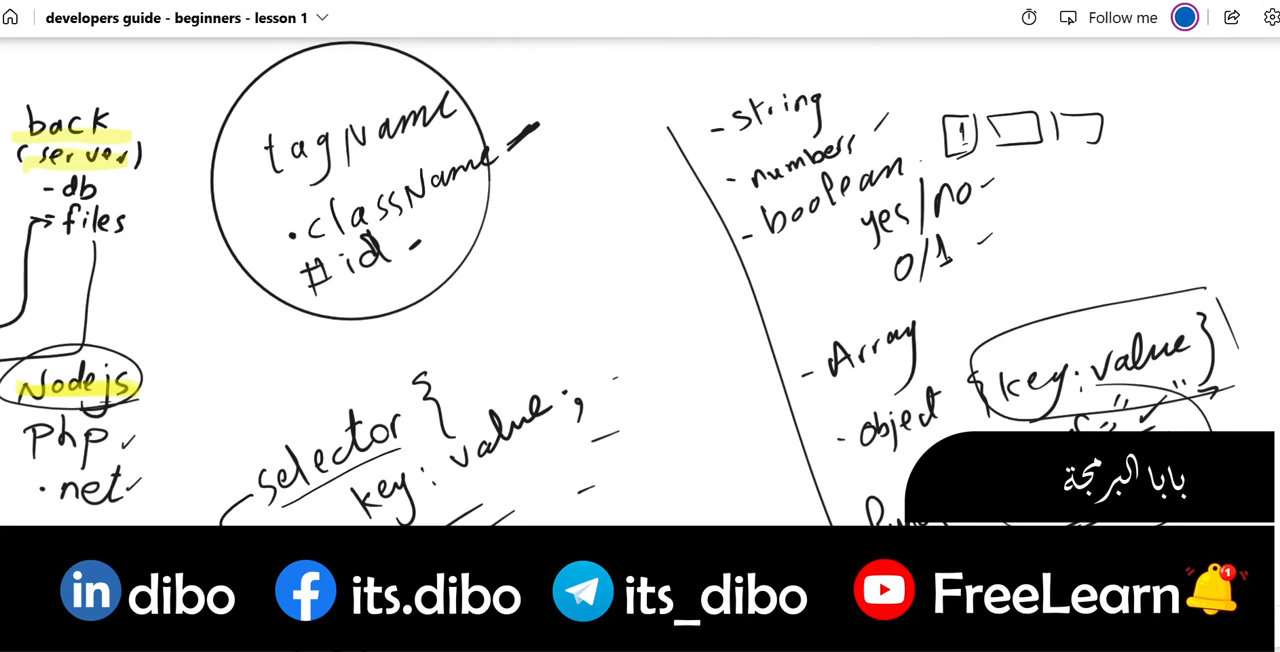 developers guide - beginners - lesson 1
Follow me
back
(server)
- db
= files
Nodejs
php
.net
tagName
.className
#id
selector {
key: value;
- string
- numbers
- boolean
yes/no
0/1
1
- Array
- object {key: value}
بابا البرمجة
dibo
its.dibo
its_dibo
FreeLearn
1